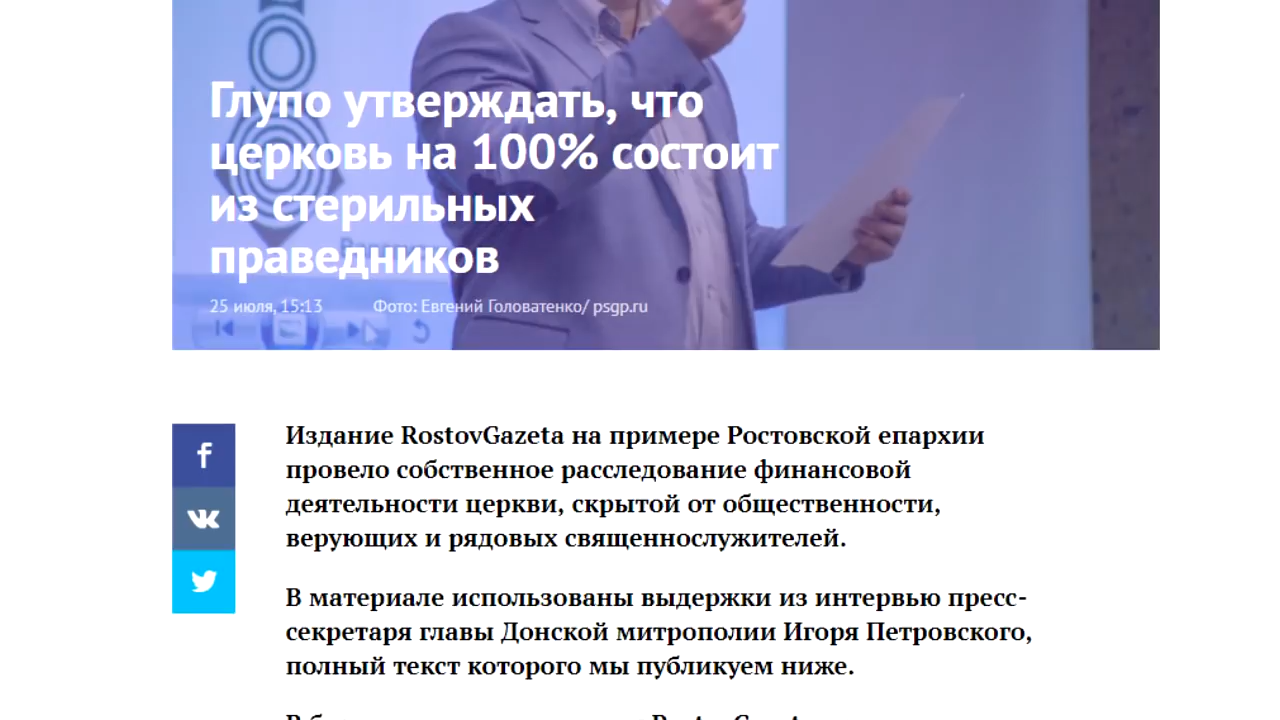 Глупо утверждать, что
церковь на 100% состоит
из стерильных
праведников
25 июля, 15:13 Фото: Евгений Головатенко/ psgp.ru
Издание RostovGazeta на примере Ростовской епархии
провело собственное расследование финансовой
деятельности церкви, скрытой от общественности,
верующих и рядовых священнослужителей.
В материале использованы выдержки из интервью пресс-
секретаря главы Донской митрополии Игоря Петровского,
полный текст которого мы публикуем ниже.